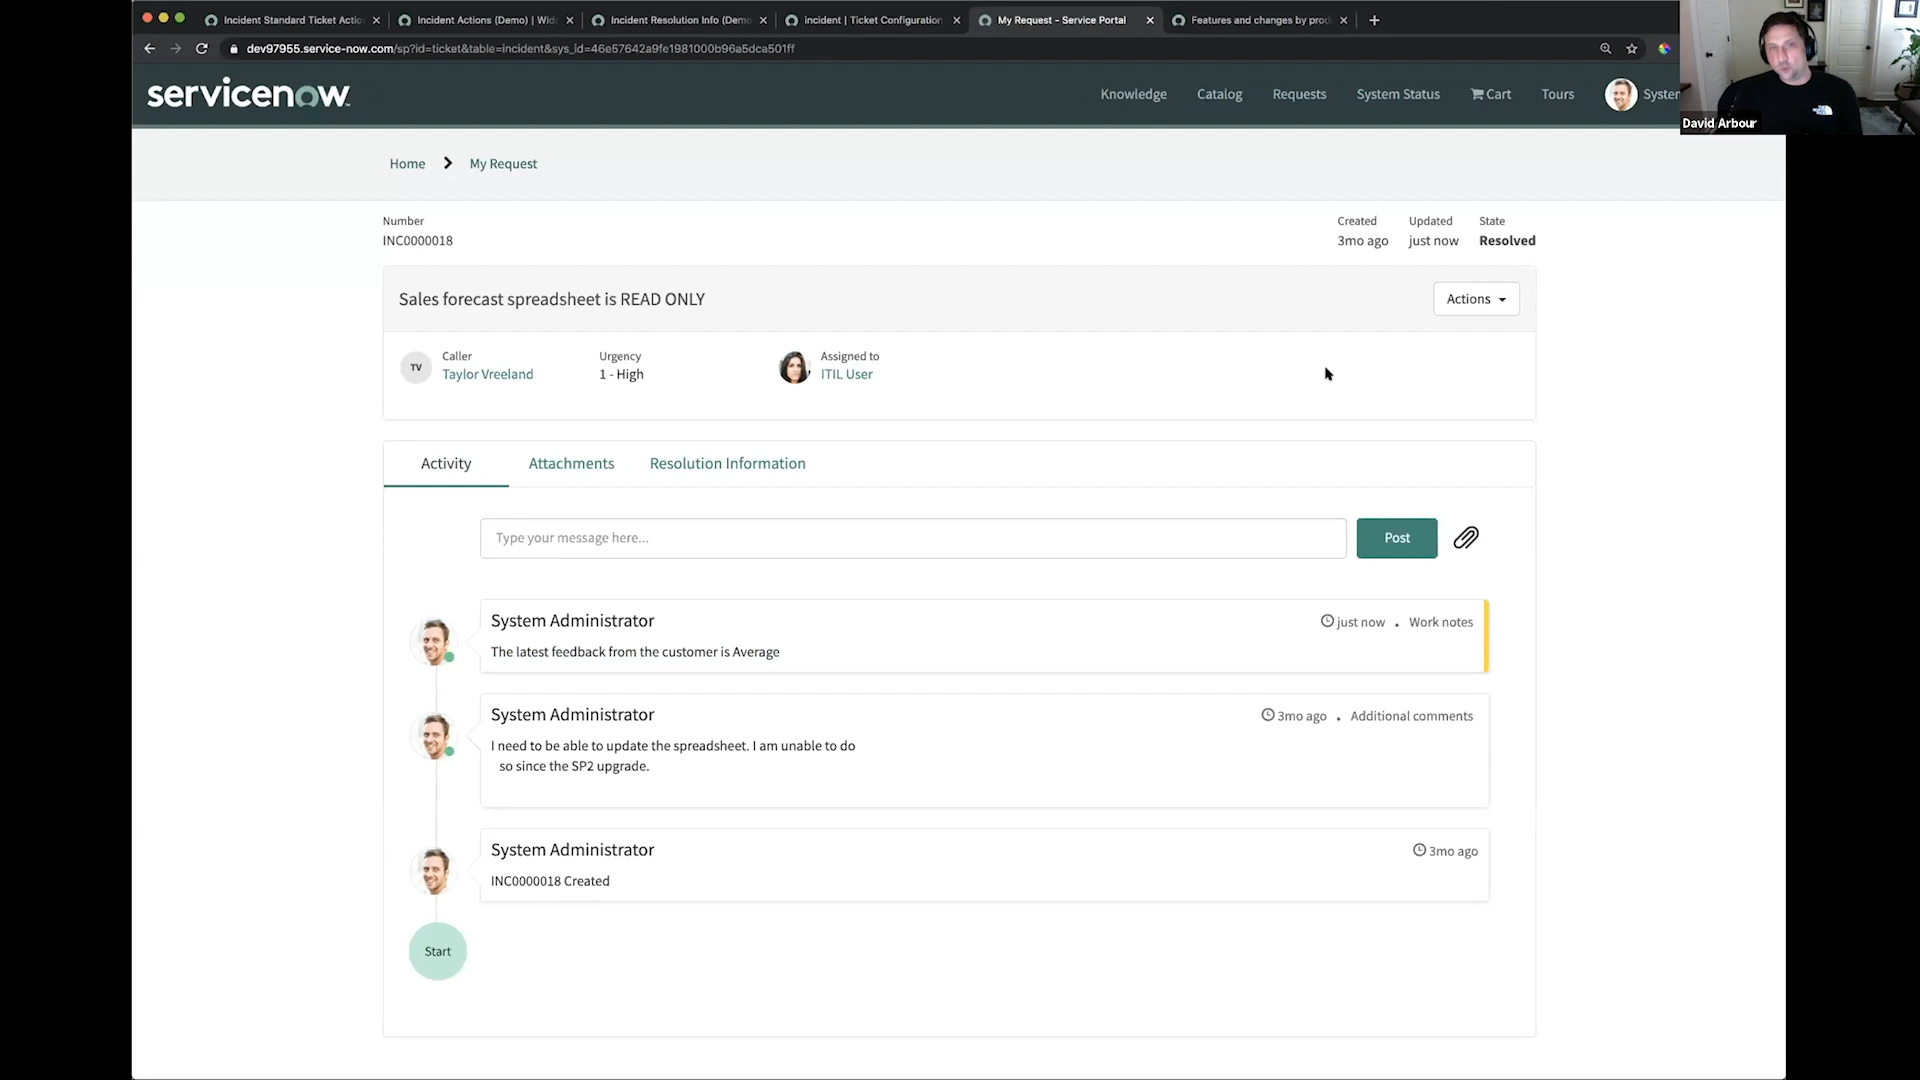 Incident Standard Ticket Actio
Incident Actions (Demo) | Wid
Incident Resolution Info (Demo
incident | Ticket Configuration
My Request - Service Portal
Features and changes by prod
dev97955.service-now.com/sp?id=ticket&table=incident&sys_id=46e57642a9fe1981000b96a5dca501ff
servicenow
Knowledge
Catalog
Requests
System Status
Cart
Tours
System
David Arbour
Home
My Request
Number
INC0000018
Created
3mo ago
Updated
just now
State
Resolved
Sales forecast spreadsheet is READ ONLY
Actions
TV
Caller
Taylor Vreeland
Urgency
1 - High
Assigned to
ITIL User
Activity
Attachments
Resolution Information
Type your message here...
Post
System Administrator
just now . Work notes
The latest feedback from the customer is Average
System Administrator
3mo ago . Additional comments
I need to be able to update the spreadsheet. I am unable to do
so since the SP2 upgrade.
System Administrator
3mo ago
INC0000018 Created
Start